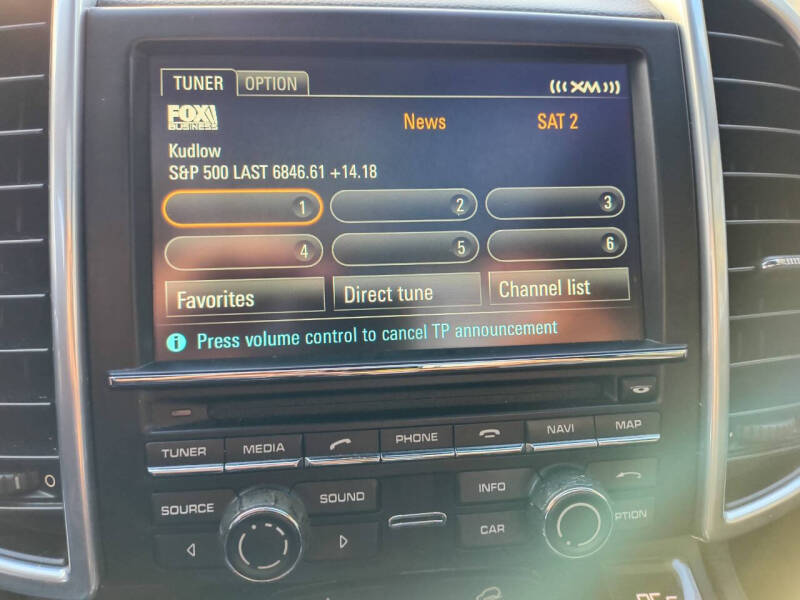 TUNER OPTION ((( XM )))
FOX BUSINESS News SAT 2
Kudlow
S&P 500 LAST 6846.61 +14.18
1 2 3
4 5 6
Favorites Direct tune Channel list
i Press volume control to cancel TP announcement
TUNER MEDIA PHONE NAVI MAP
SOURCE SOUND INFO
CAR PTION